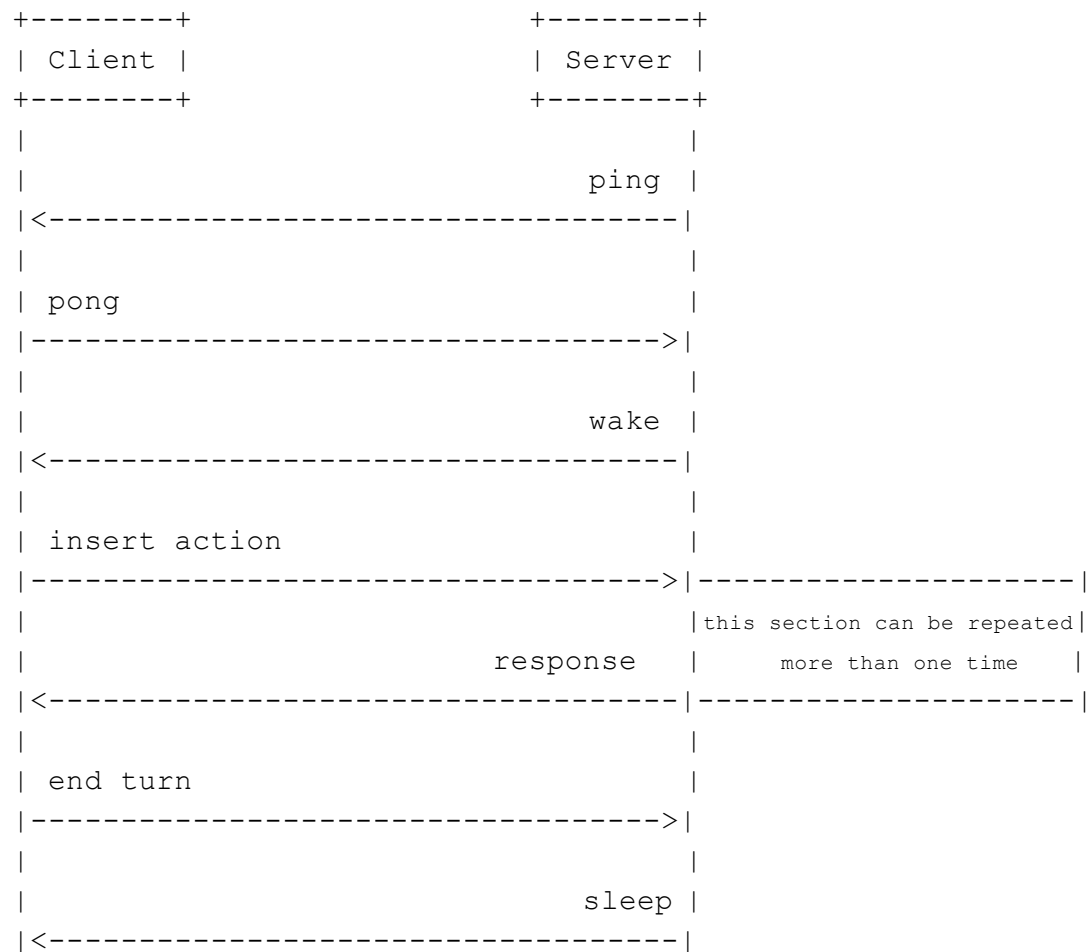 Client Server
ping
pong
wake
insert action
this section can be repeated
response more than one time
end turn
sleep